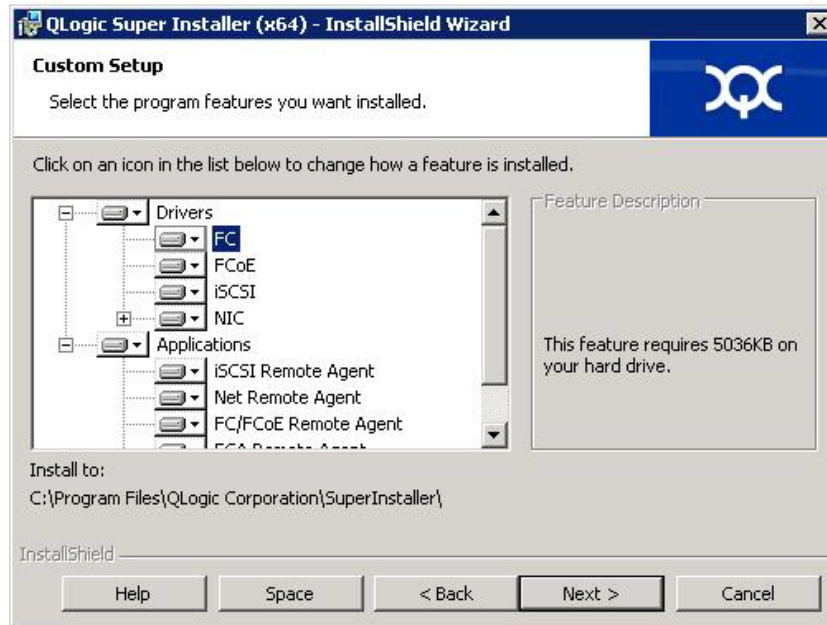 QLogic Super Installer (x64) - InstallShield Wizard
Custom Setup
Select the program features you want installed.
Click on an icon in the list below to change how a feature is installed.
Drivers
FC
FCoE
iSCSI
NIC
Applications
iSCSI Remote Agent
Net Remote Agent
FC/FCoE Remote Agent
Feature Description
This feature requires 5036KB on
your hard drive.
Install to:
C:\Program Files\QLogic Corporation\SuperInstaller\
InstallShield
Help
Space
< Back
Next >
Cancel